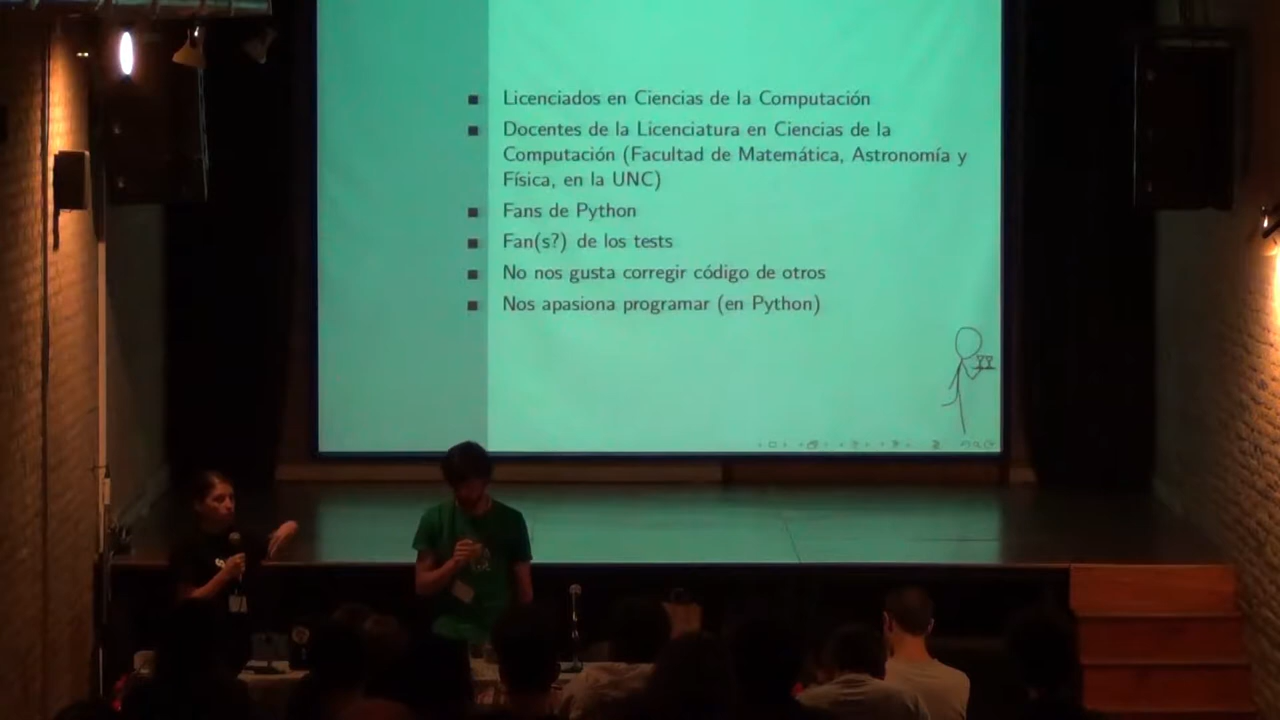 Licenciados en Ciencias de la Computación
Docentes de la Licenciatura en Ciencias de la
Computación (Facultad de Matemática, Astronomía y
Física, en la UNC)
Fans de Python
Fan(s?) de los tests
No nos gusta corregir código de otros
Nos apasiona programar (en Python)